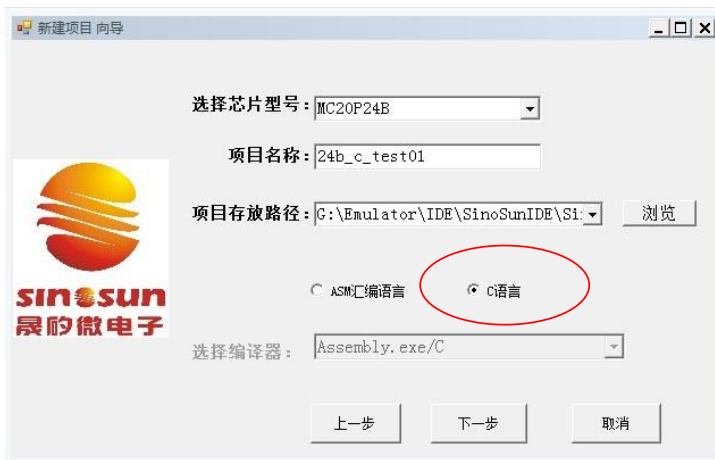 新建项目 向导
选择芯片型号：MC20P24B
项目名称：24b_c_test01
项目存放路径：G:\Emulator\IDE\SinoSunIDE\Si 浏览
sinosun
晟矽微电子
ASM汇编语言 C语言
选择编译器： Assembly.exe/C
上一步 下一步 取消